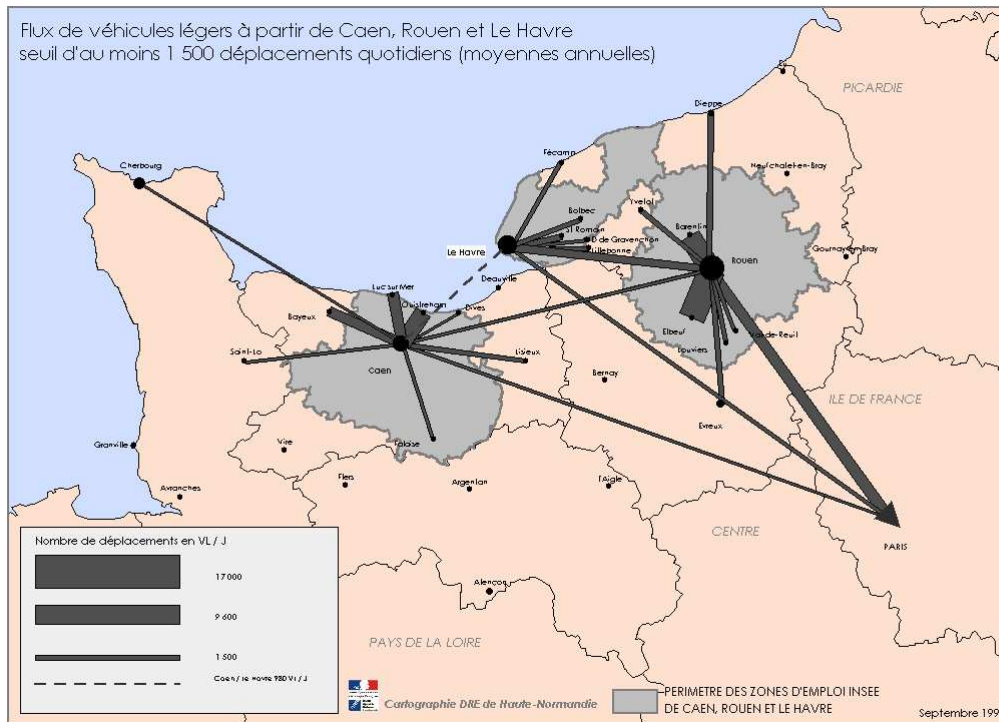 Flux de véhicules légers à partir de Caen, Rouen et Le Havre
seuil d'au moins 1 500 déplacements quotidiens (moyennes annuelles)
PICARDIE
Eu
Dieppe
Cherbourg
Fécamp
Neufchatel-en-Bray
Yvetot
Bolbec
St Romain
Barentin
ND de Gravenchon
Lillebonne
Le Havre
Rouen
Gournay-en-Bray
Deauville
Luc sur Mer
Ouistreham
Dives
Bayeux
Elbeuf
Val-de-Reuil
Louviers
Saint-Lo
Lisieux
Caen
Bernay
ILE DE FRANCE
Evreux
Granville
Vire
Falaise
Flers
Argentan
l'Aigle
Avranches
CENTRE
PARIS
Nombre de déplacements en VL / J
17 000
9 600
1 500
Caen / le havre 980 VL / J
Alençon
PAYS DE LA LOIRE
Cartographie DRE de Haute-Normandie
PERIMETRE DES ZONES D'EMPLOI INSEE
DE CAEN, ROUEN ET LE HAVRE
Septembre 199